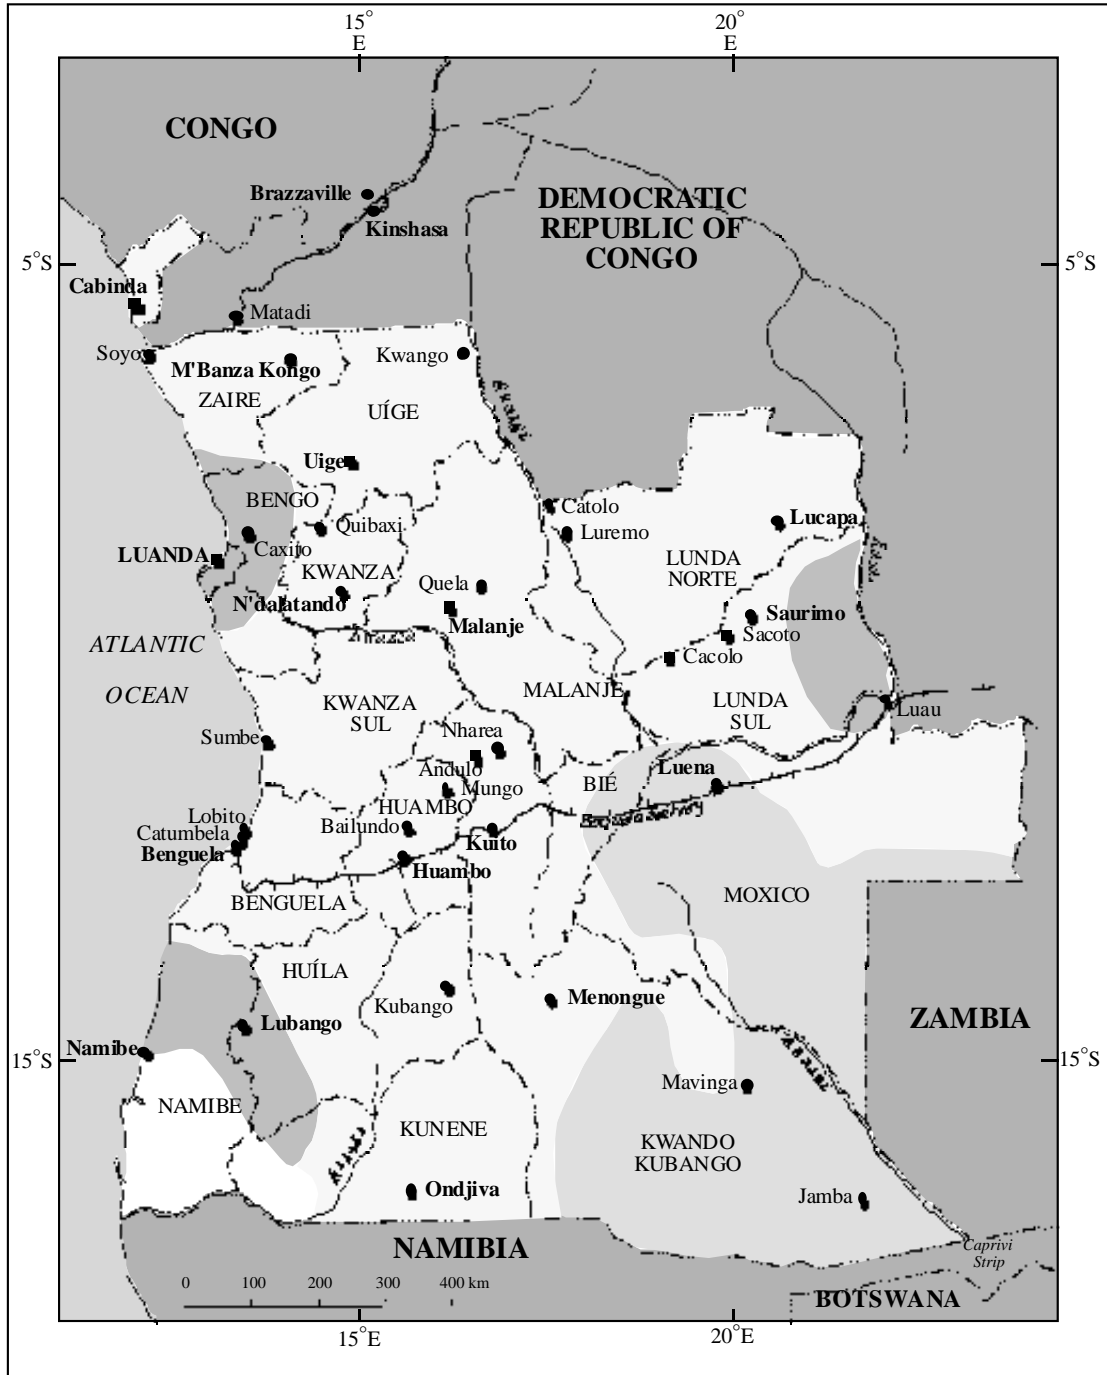 15°
E
20°
E
CONGO
Brazzaville
Kinshasa
DEMOCRATIC
REPUBLIC OF
CONGO
5°S
5°S
Cabinda
Matadi
Soyo
M'Banza Kongo
Kwango
ZAIRE
UÍGE
Uige
BENGO
Quibaxi
Catolo
Luremo
Lucapa
LUANDA
Caxito
KWANZA
LUNDA
NORTE
Quela
N'dalatando
Malanje
Saurimo
Sacoto
Cacolo
ATLANTIC
OCEAN
KWANZA
SUL
MALANJE
LUNDA
SUL
Luau
Sumbe
Nharea
Andulo
Mungo
BIÉ
Luena
HUAMBO
Lobito
Catumbela
Benguela
Bailundo
Kuito
Huambo
BENGUELA
MOXICO
HUÍLA
Kubango
Menongue
ZAMBIA
Lubango
Namibe
15°S
15°S
Mavinga
NAMIBE
KUNENE
KWANDO
KUBANGO
Ondjiva
Jamba
NAMIBIA
Caprivi
Strip
0 100 200 300 400 km
BOTSWANA
15°E
20°E